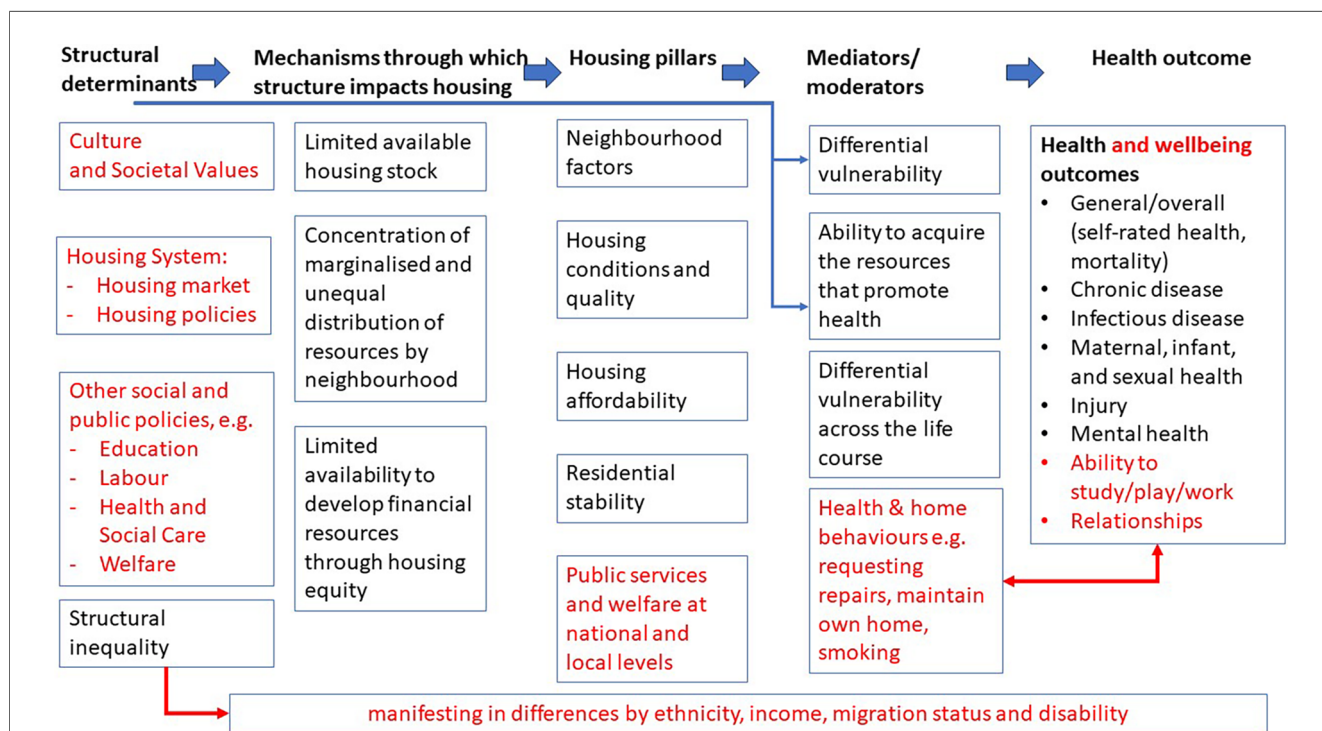 Structural
determinants
Mechanisms through which
structure impacts housing
Housing pillars
Mediators/
moderators
Health outcome
Culture
and Societal Values
Housing System:
- Housing market
- Housing policies
Other social and
public policies, e.g.
- Education
- Labour
- Health and
Social Care
- Welfare
Structural
inequality
Limited available
housing stock
Concentration of
marginalised and
unequal
distribution of
resources by
neighbourhood
Limited
availability to
develop financial
resources
through housing
equity
Neighbourhood
factors
Housing
conditions and
quality
Housing
affordability
Residential
stability
Public services
and welfare at
national and
local levels
Differential
vulnerability
Ability to acquire
the resources
that promote
health
Differential
vulnerability
across the life
course
Health & home
behaviours e.g.
requesting
repairs, maintain
own home,
smoking
Health and wellbeing
outcomes
• General/overall
(self-rated health,
mortality)
• Chronic disease
• Infectious disease
• Maternal, infant,
and sexual health
• Injury
• Mental health
• Ability to
study/play/work
• Relationships
manifesting in differences by ethnicity, income, migration status and disability